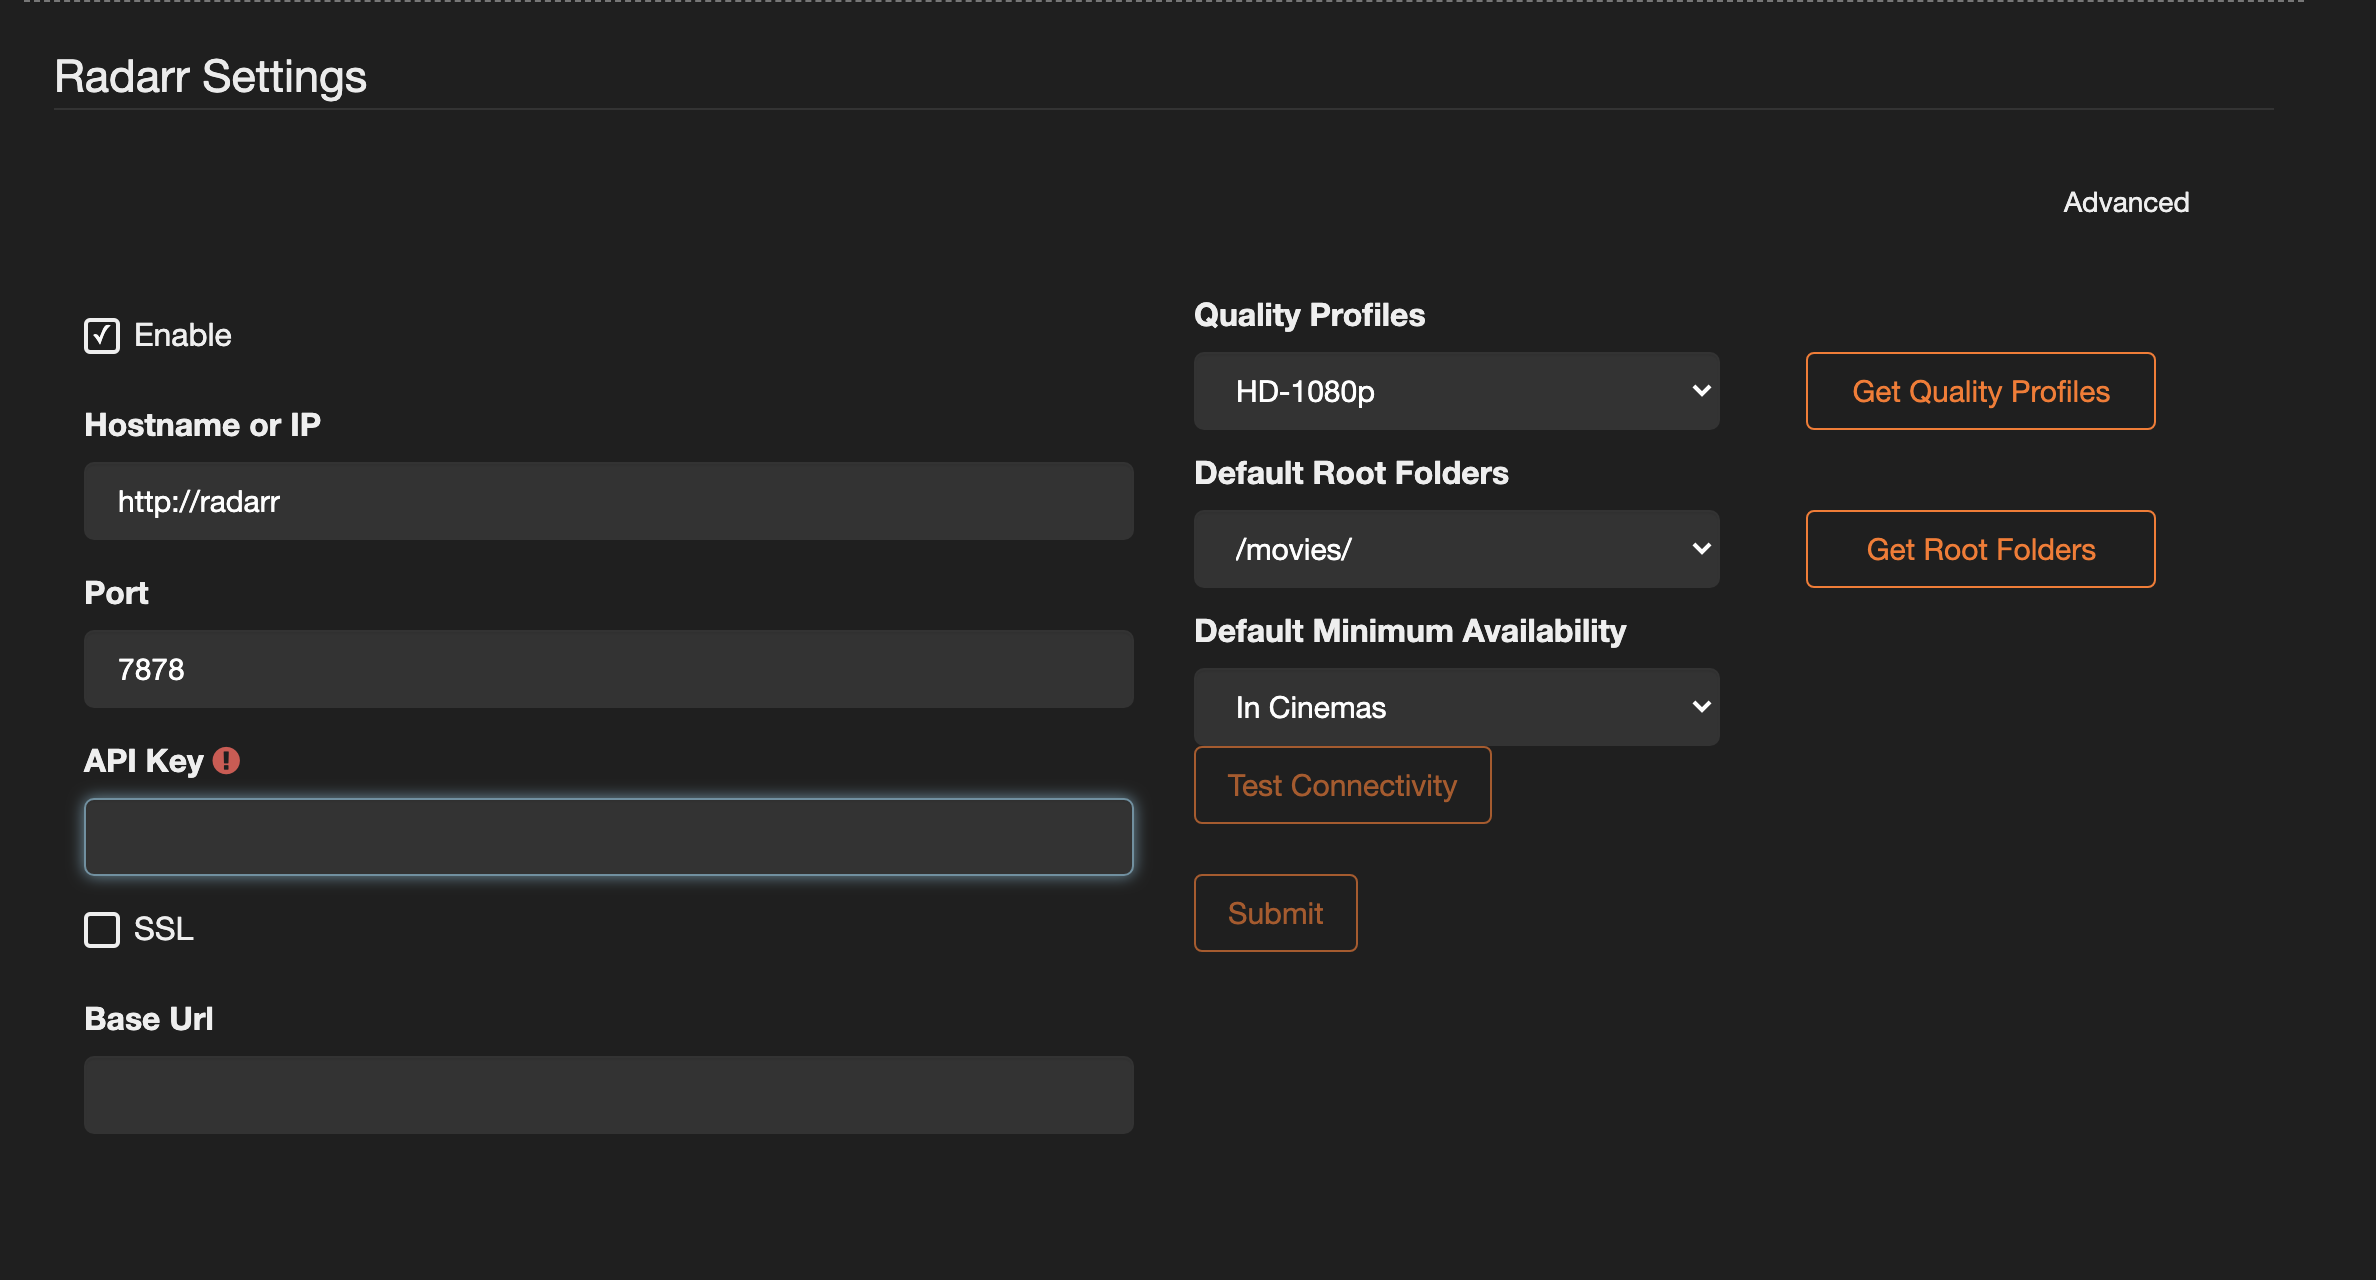 Radarr Settings
Advanced
Enable
Hostname or IP
http://radarr
Port
7878
API Key
SSL
Base Url
Quality Profiles
HD-1080p
Get Quality Profiles
Default Root Folders
/movies/
Get Root Folders
Default Minimum Availability
In Cinemas
Test Connectivity
Submit